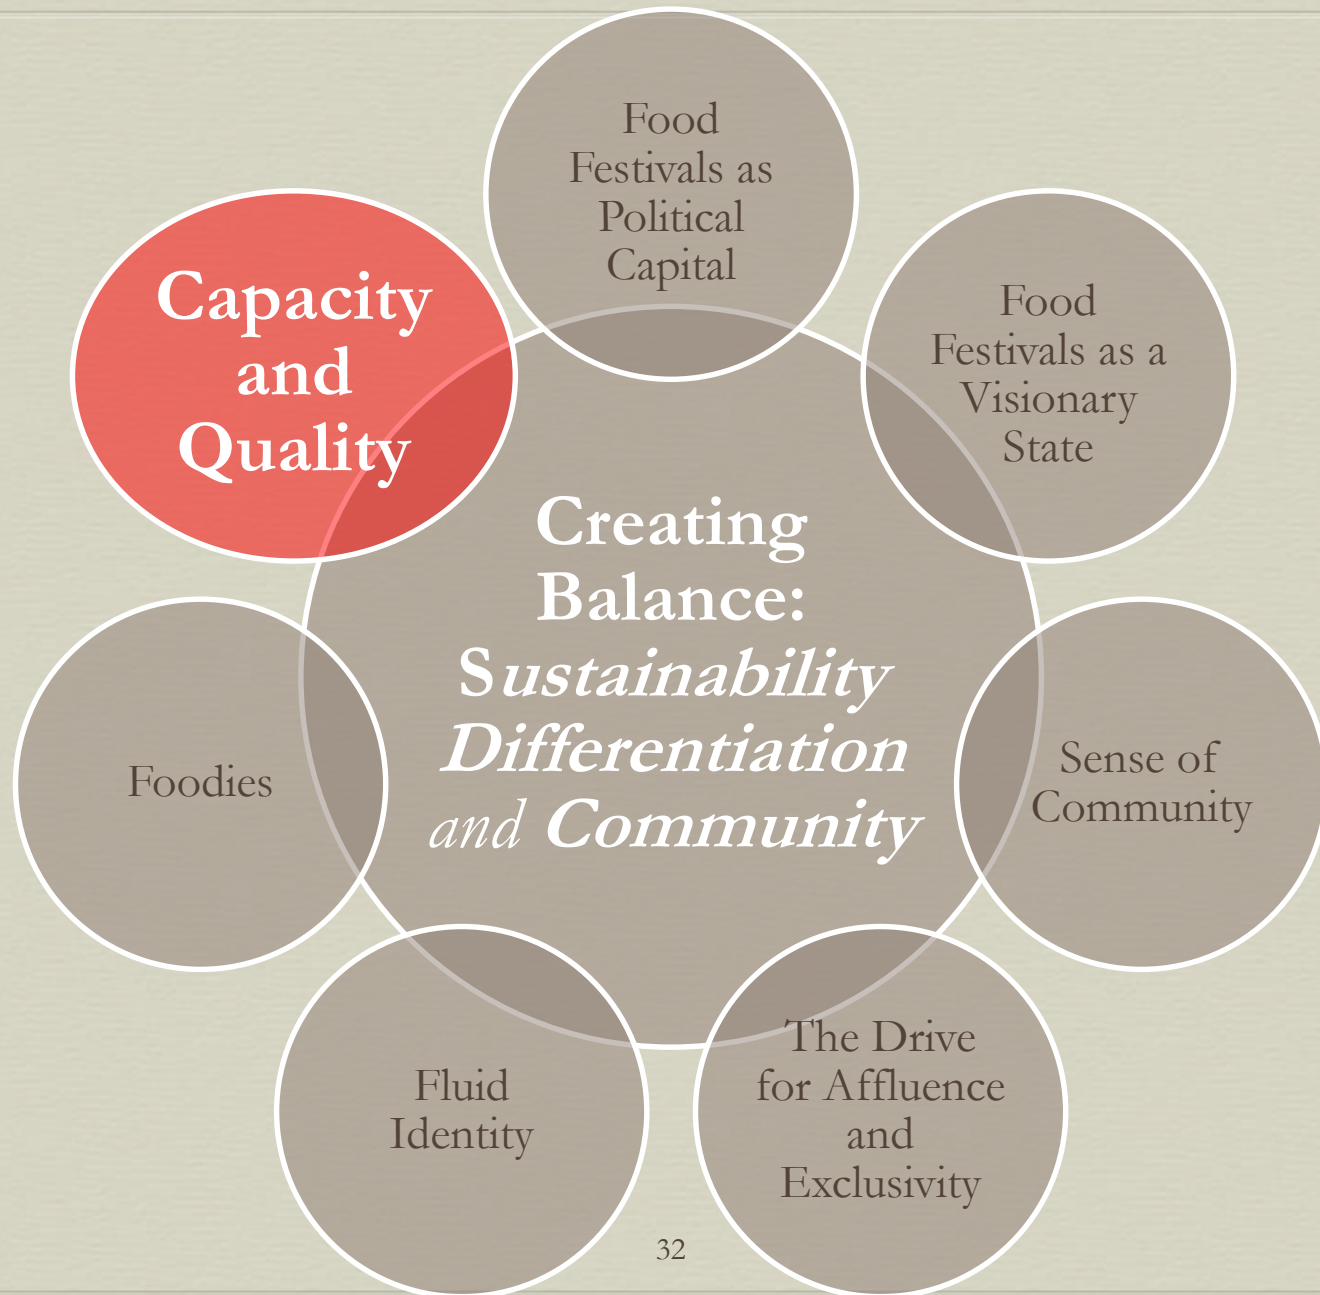 Food
Festivals as
Political
Capital
Food
Festivals as a
Visionary
State
Sense of
Community
The Drive
for Affluence
and
Exclusivity
Fluid
Identity
Foodies
Capacity
and
Quality
Creating
Balance:
Sustainability
Differentiation
and Community
32